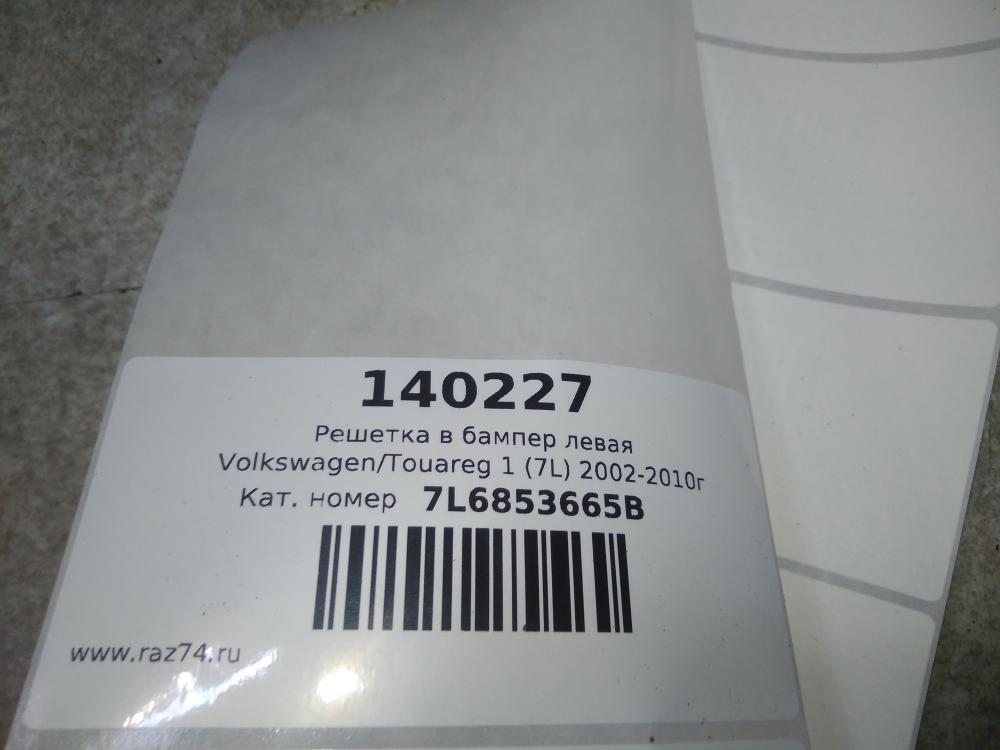 140227
Решетка в бампер левая
Volkswagen/Touareg 1 (7L) 2002-2010г
Кат. номер 7L6853665B
www.raz74.ru